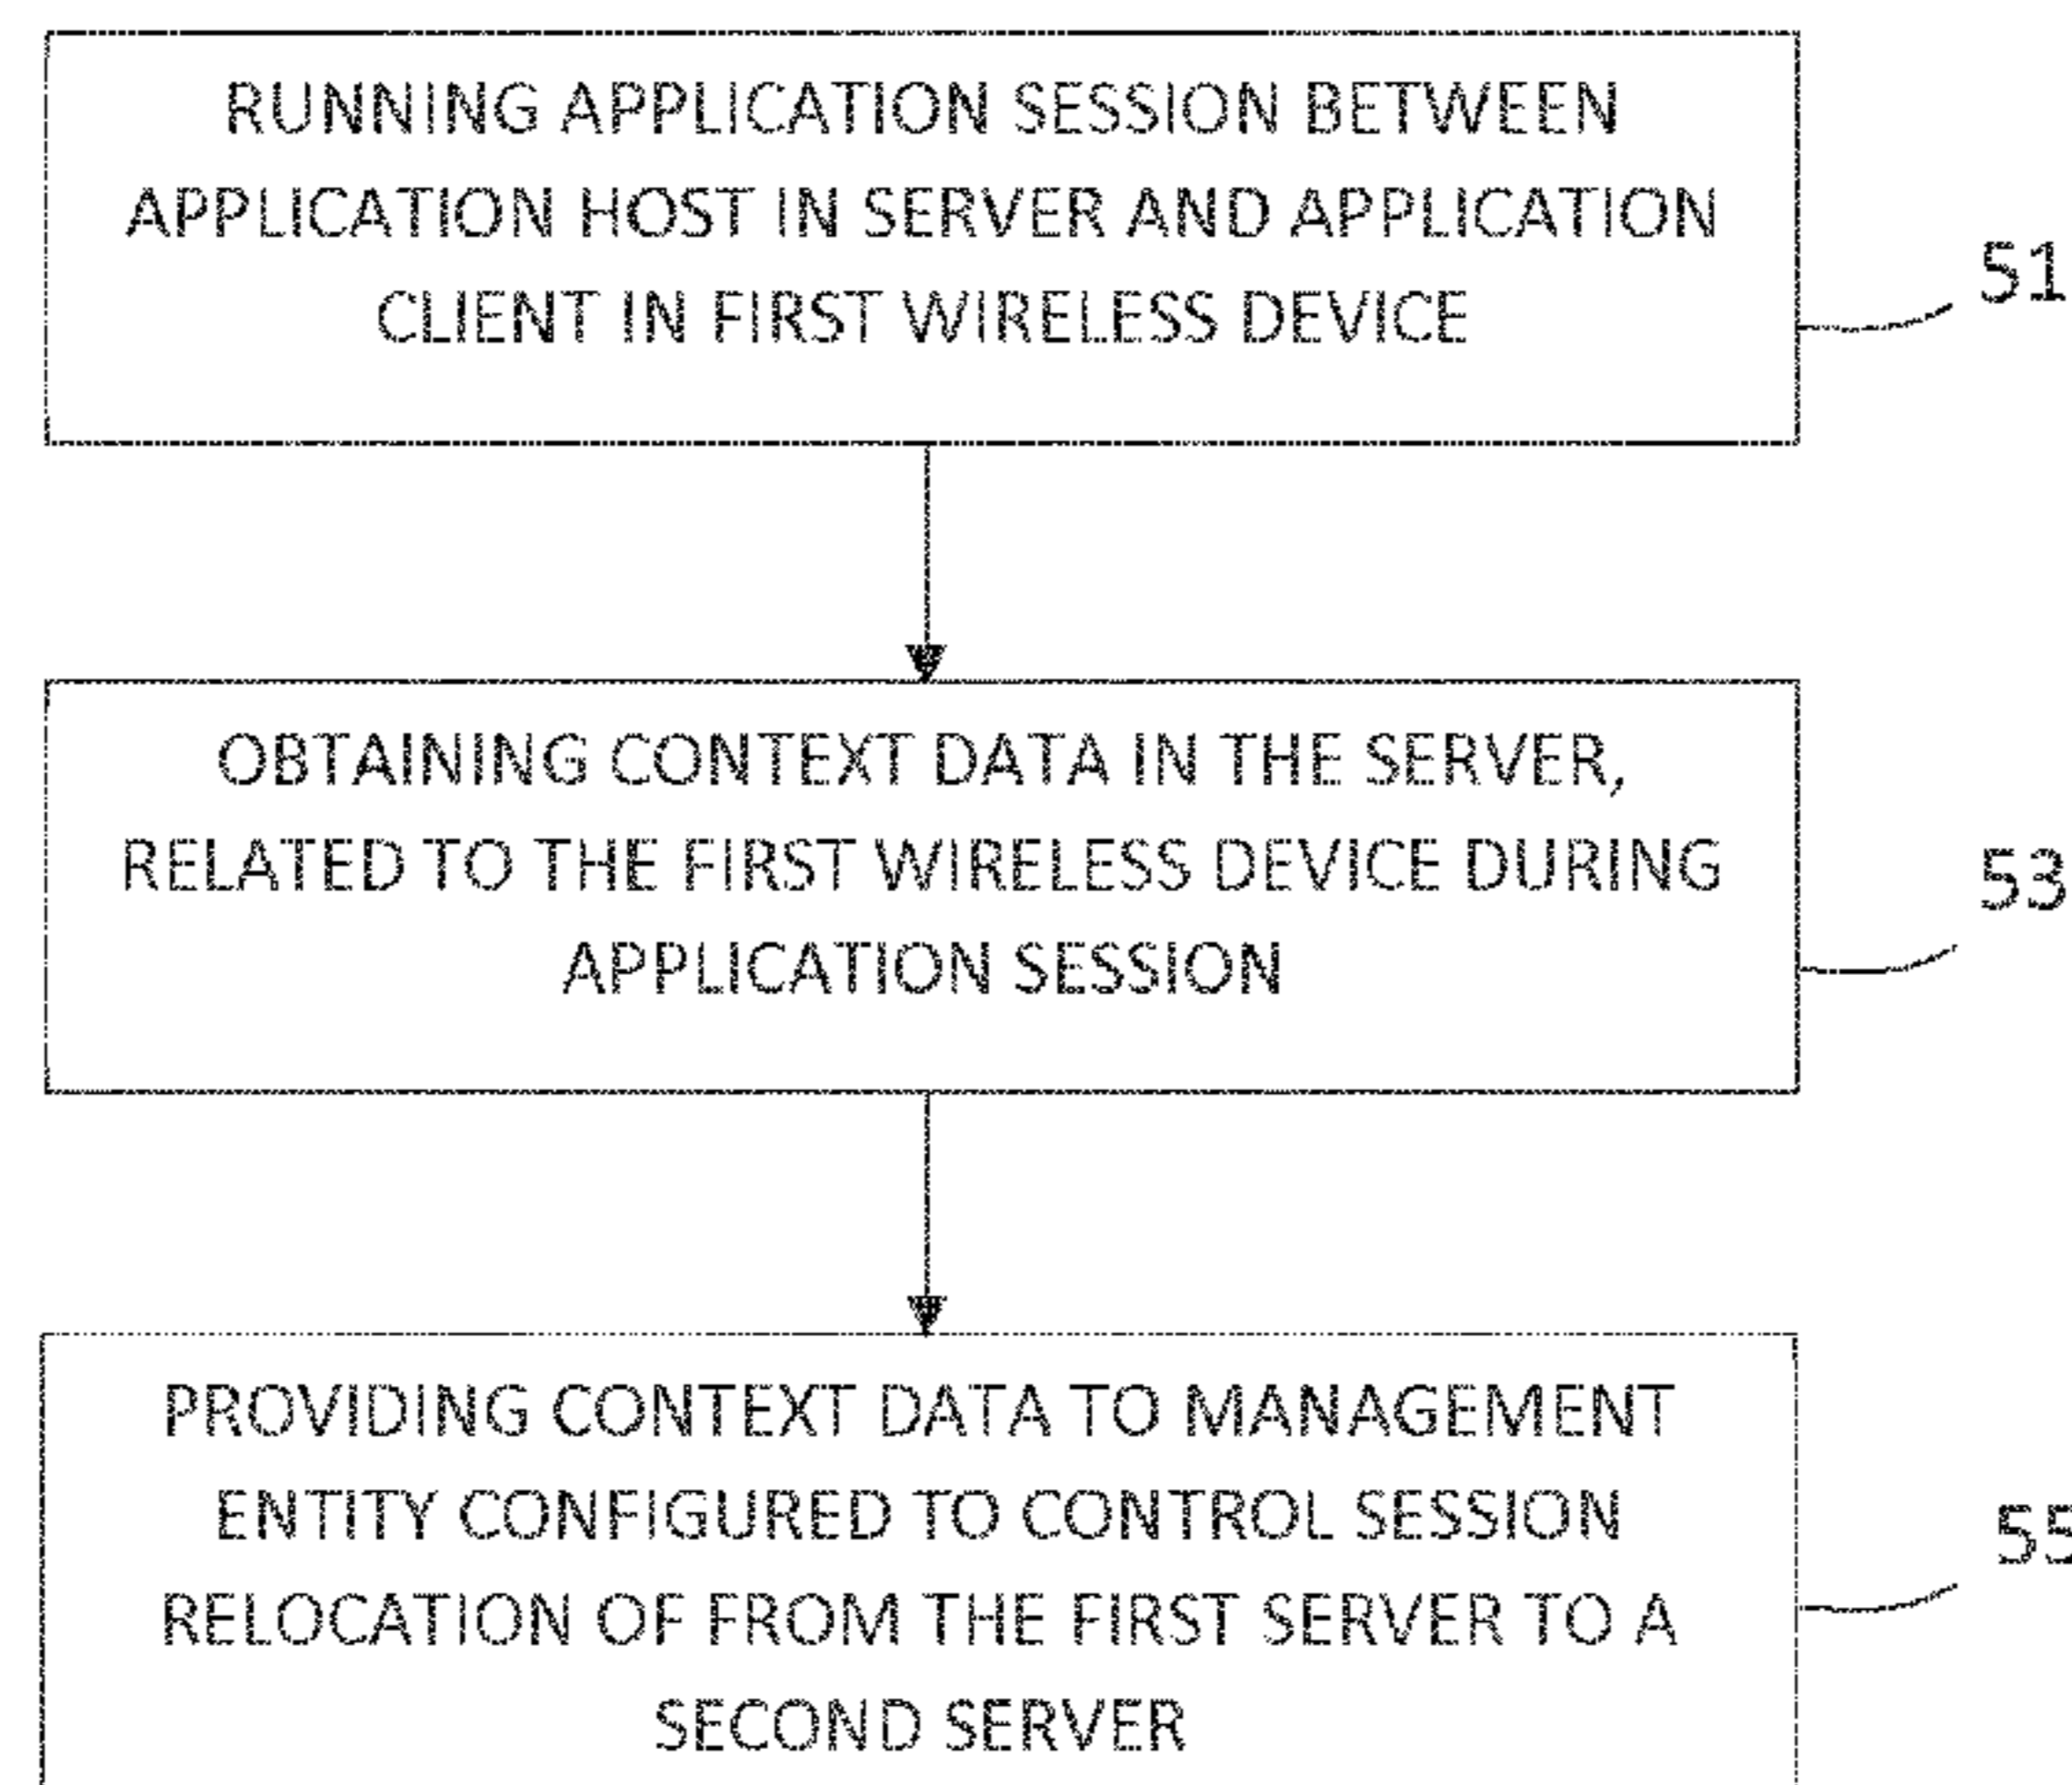 RUNNING APPLICATION SESSION BETWEEN
APPLICATION HOST IN SERVER AND APPLICATION
CLIENT IN FIRST WIRELESS DEVICE
51
OBTAINING CONTEXT DATA IN THE SERVER,
RELATED TO THE FIRST WIRELESS DEVICE DURING
APPLICATION SESSION
53
PROVIDING CONTEXT DATA TO MANAGEMENT
ENTITY CONFIGURED TO CONTROL SESSION
RELOCATION OF FROM THE FIRST SERVER TO A
SECOND SERVER
55